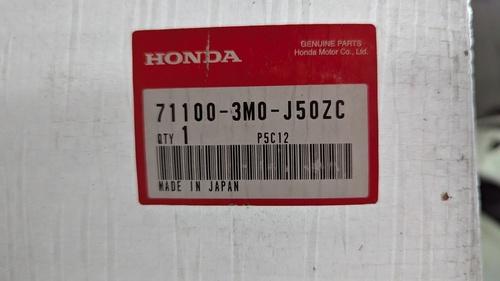 HONDA
GENUINE PARTS
Honda Motor Co., Ltd.
71100-3M0-J50ZC
QTY 1 P5C12
MADE IN JAPAN